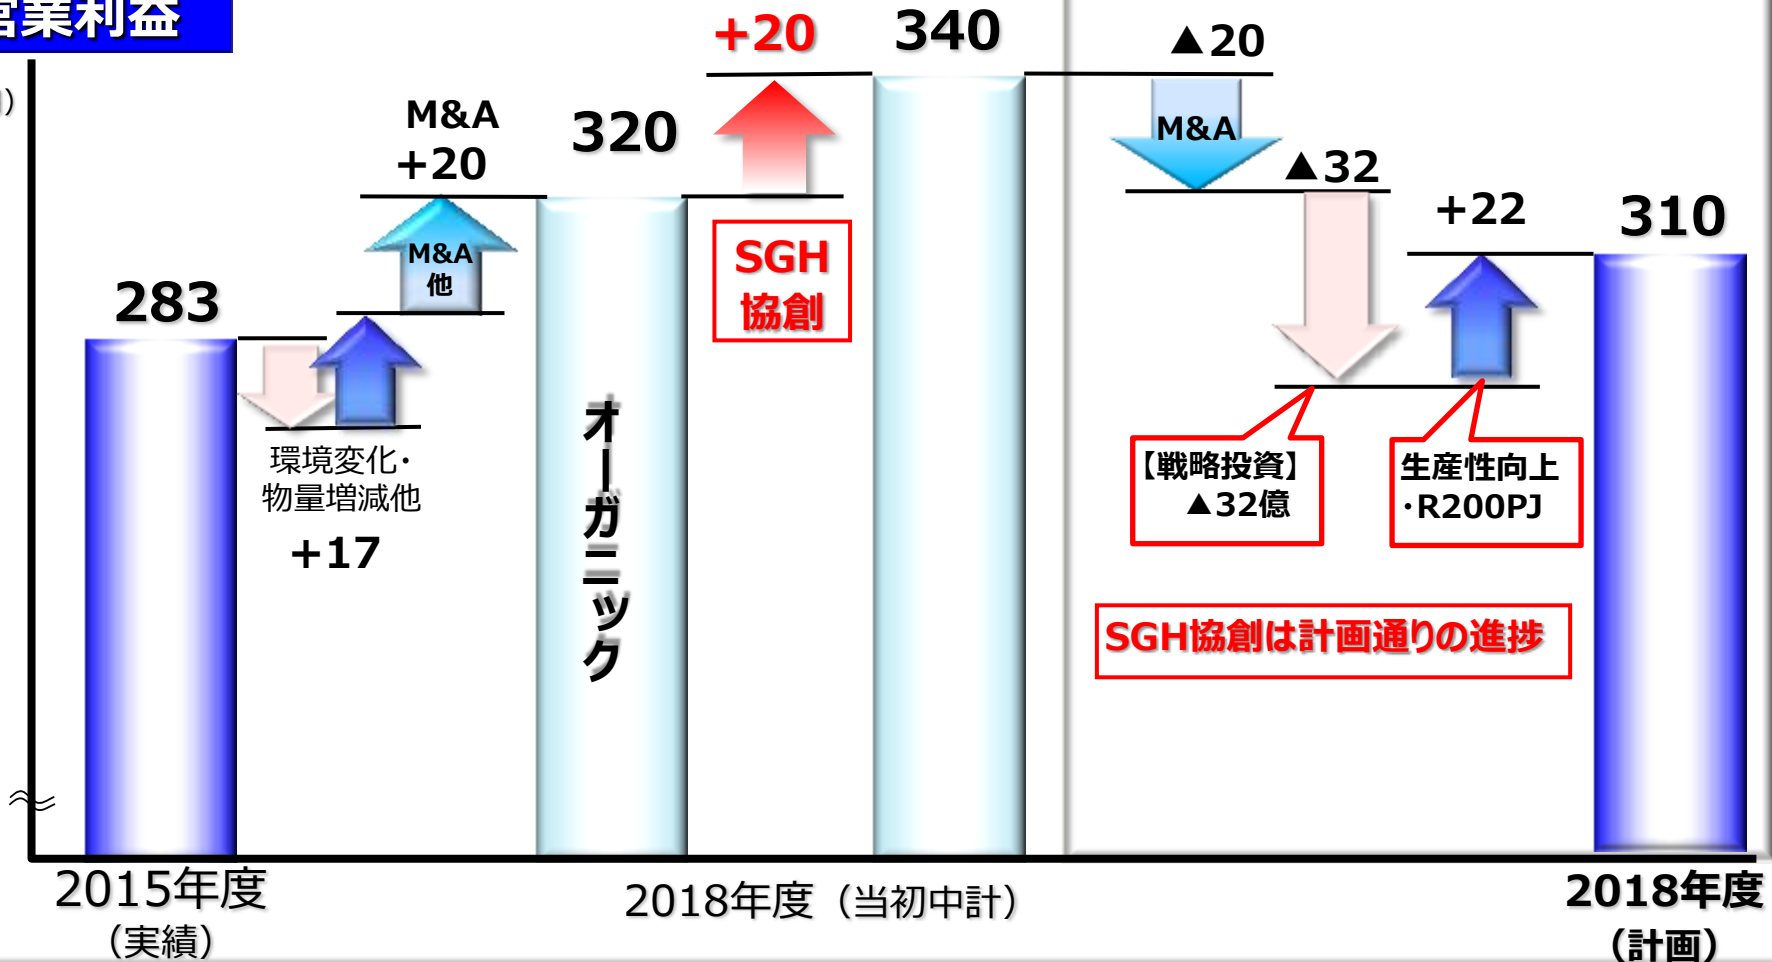 営業利益
283
環境変化・
物量増減他
+17
M&A
+20
M&A
他
320
オーガニック
+20
SGH
協創
340
▲20
M&A
▲32
+22
310
【戦略投資】
▲32億
生産性向上
・R200PJ
SGH協創は計画通りの進捗
2015年度
（実績）
2018年度（当初中計）
2018年度
（計画）